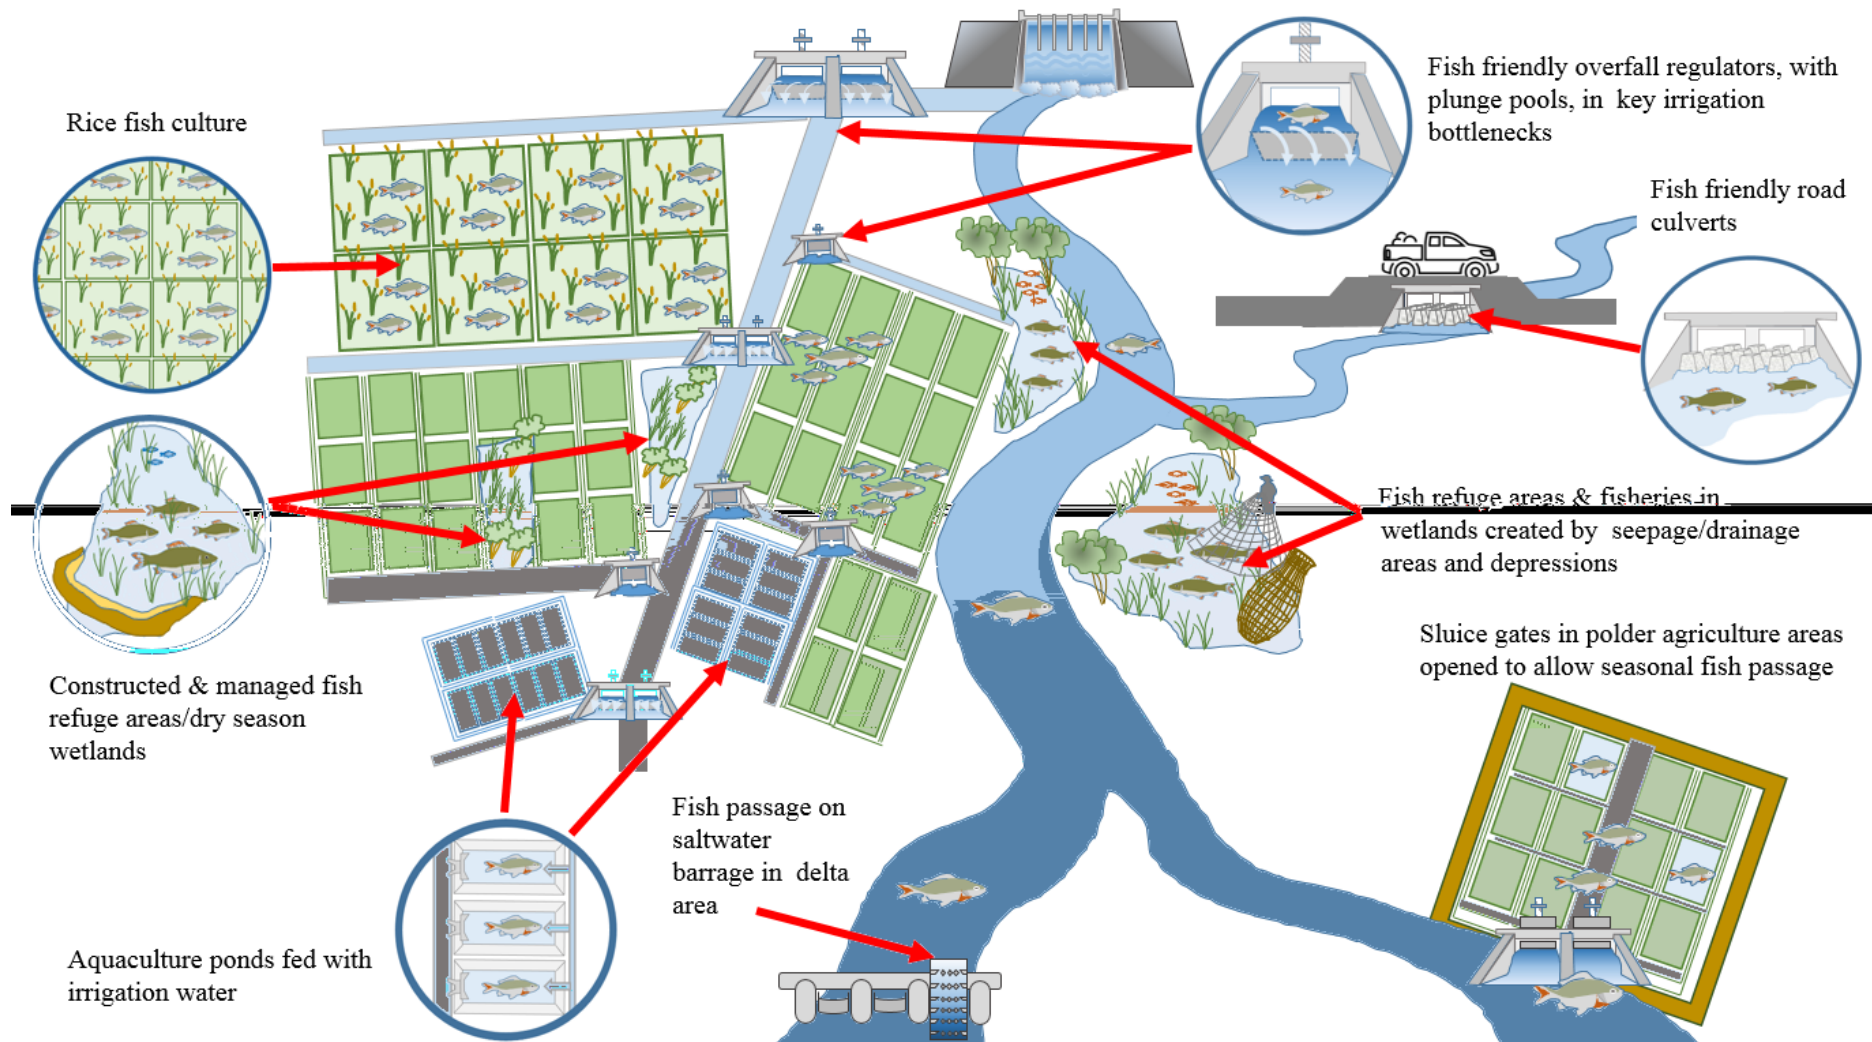 Fish friendly overfall regulators, with
plunge pools, in key irrigation
bottlenecks
Rice fish culture
Fish friendly road
culverts
Fish refuge areas & fisheries in
wetlands created by seepage/drainage
areas and depressions
Sluice gates in polder agriculture areas
opened to allow seasonal fish passage
Constructed & managed fish
refuge areas/dry season
wetlands
Fish passage on
saltwater
barrage in delta
area
Aquaculture ponds fed with
irrigation water